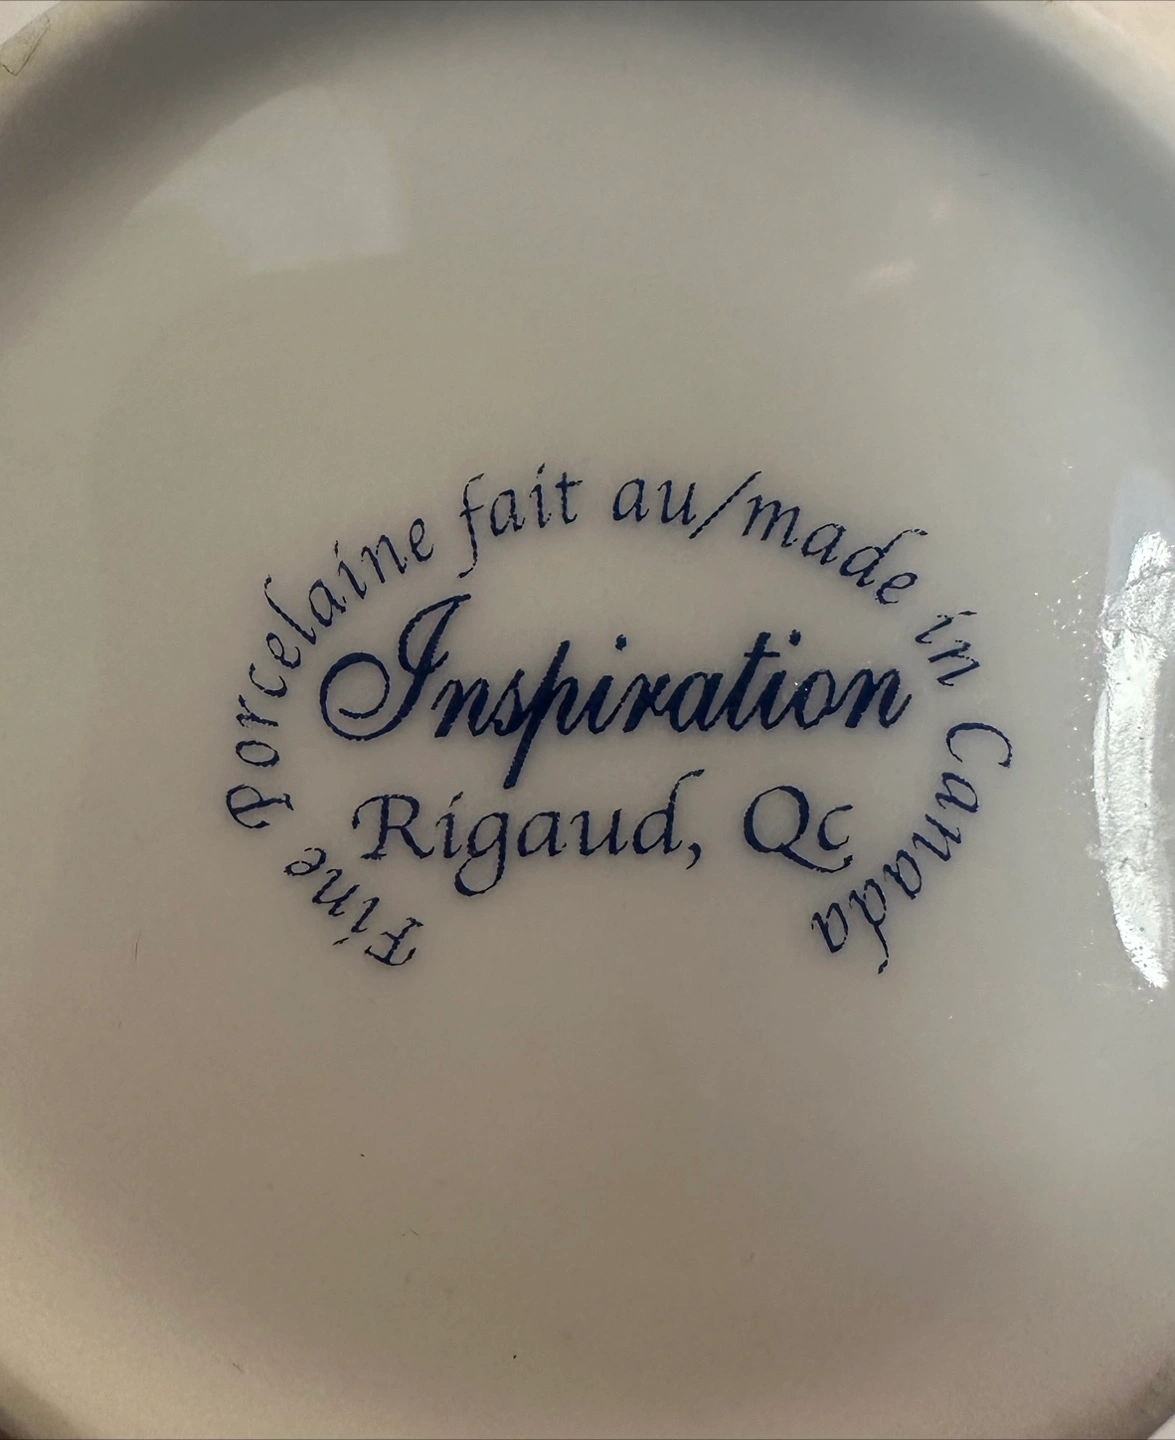 Fine Porcelaine fait au/made in Canada
Inspiration
Rigaud, Qc